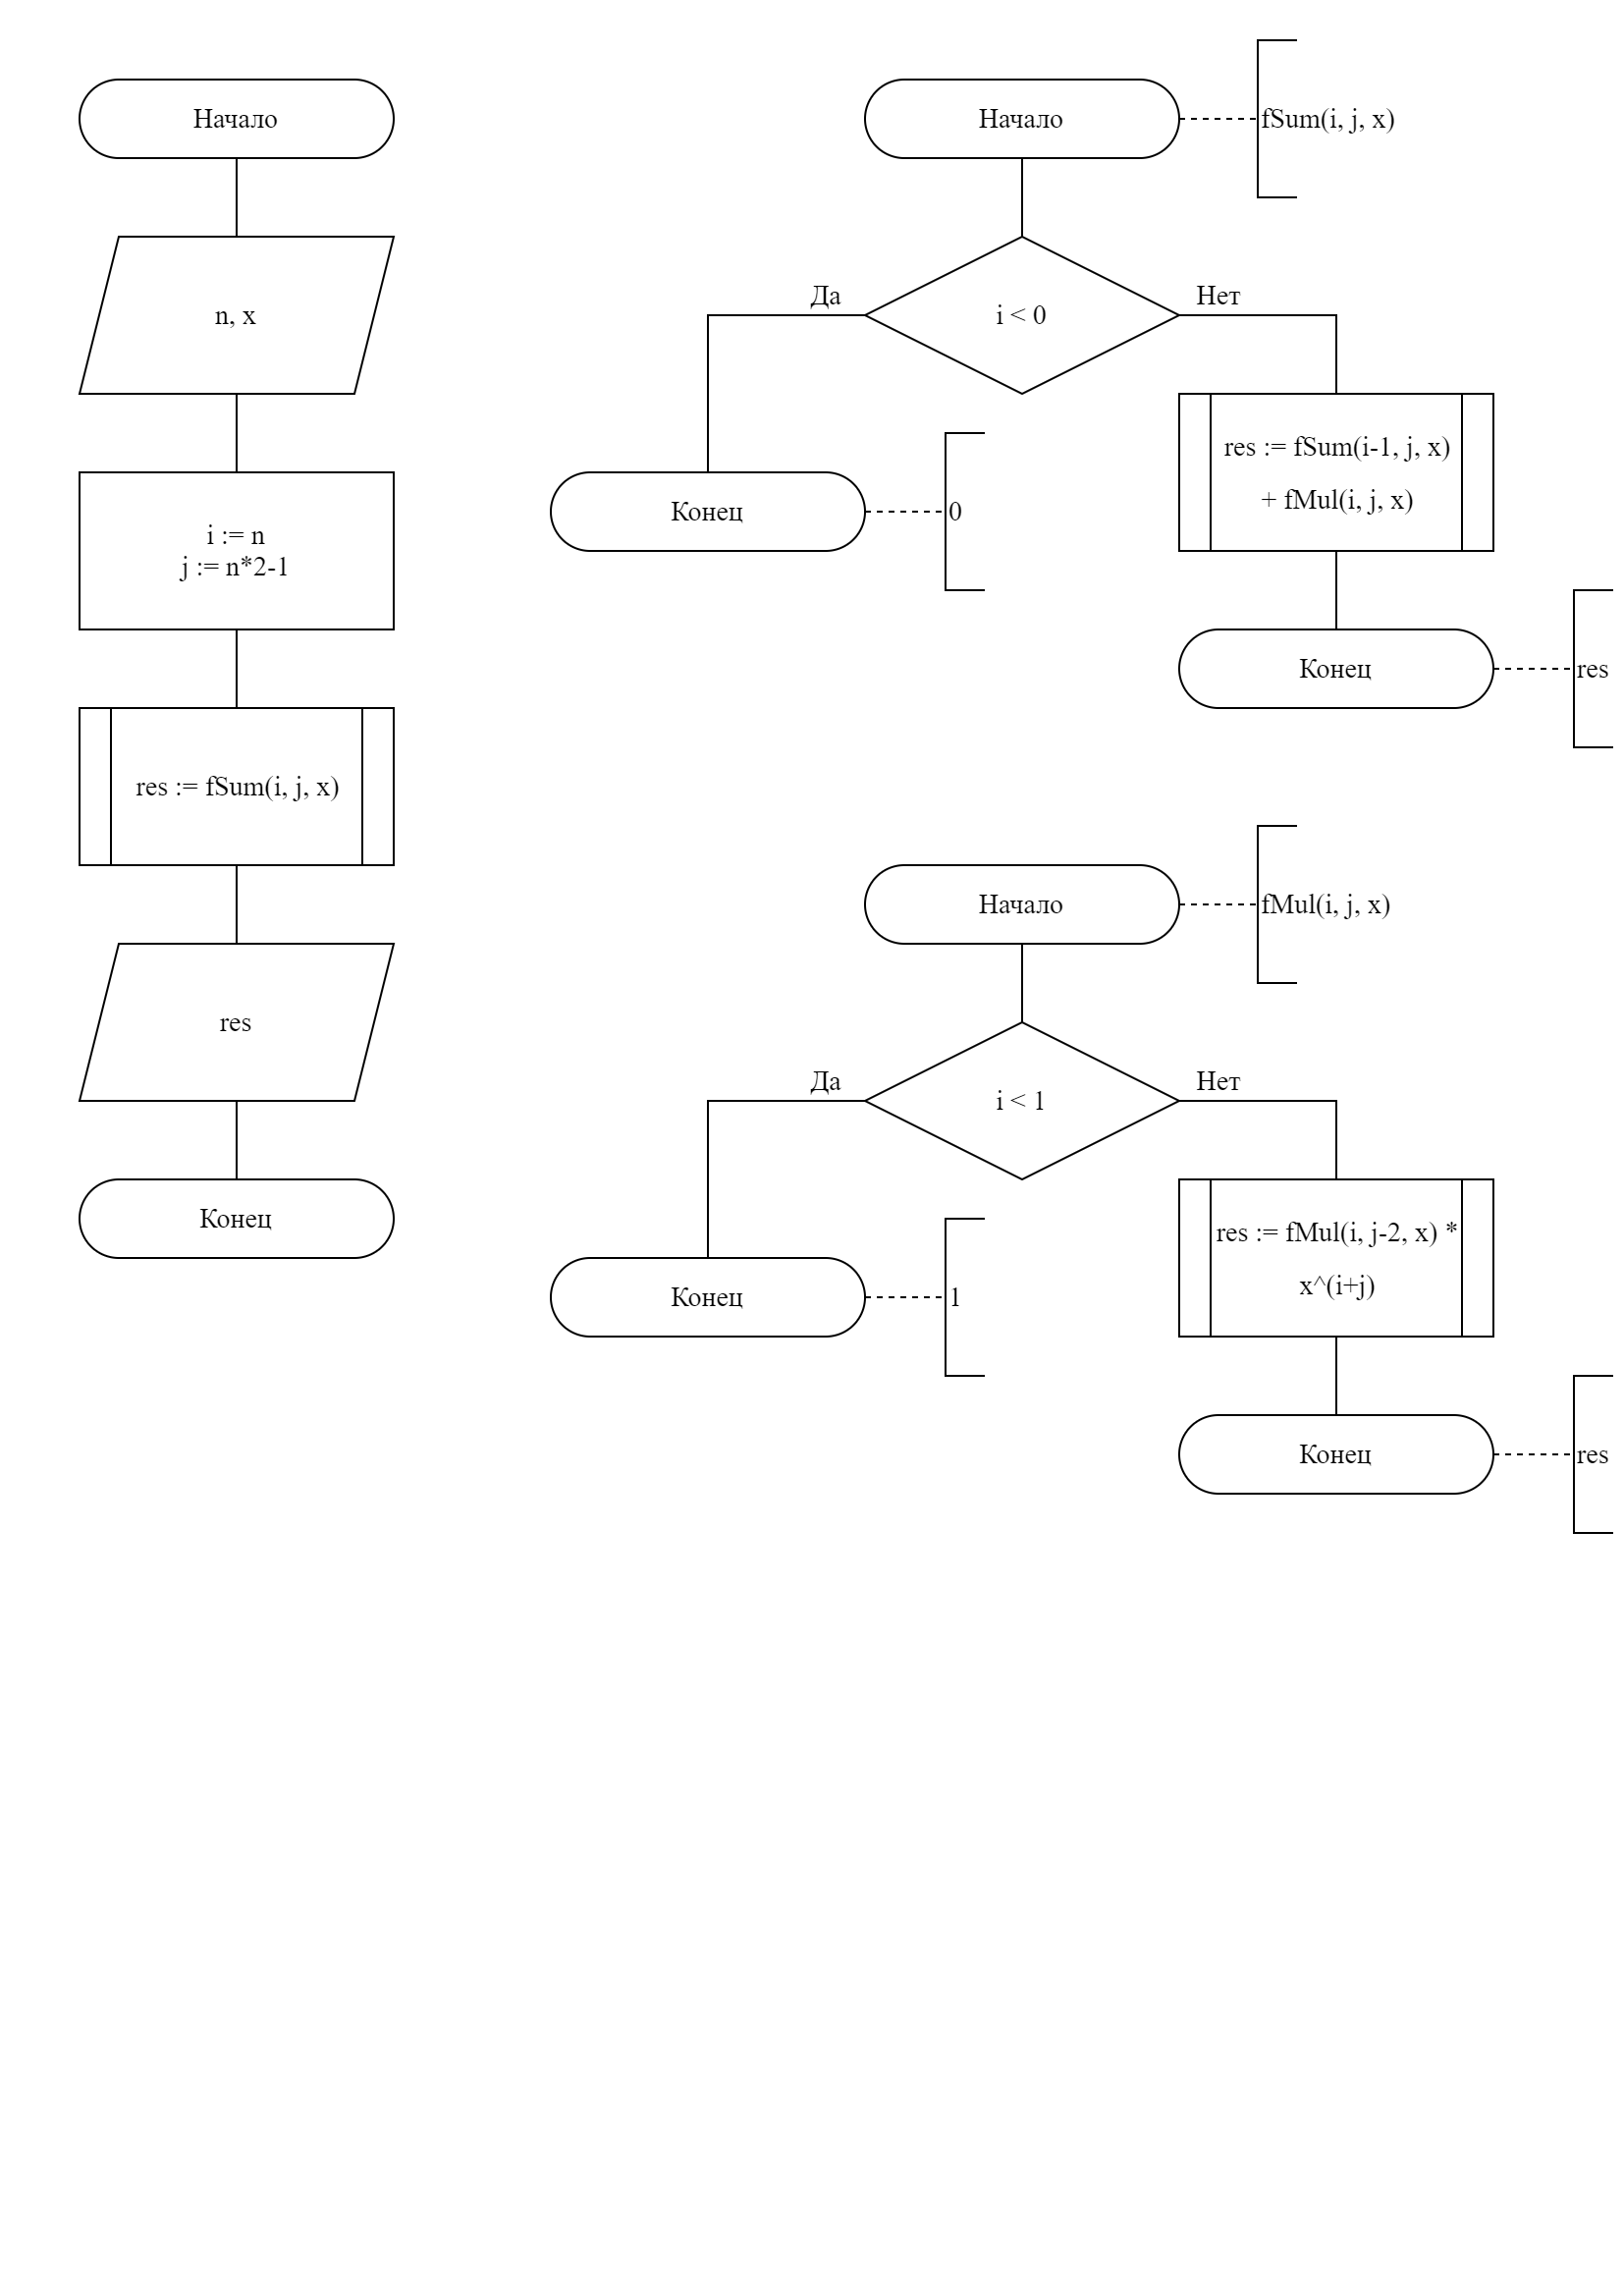 Начало
n, x
i := n
j := n*2-1
res := fSum(i, j, x)
res
Конец
Начало
fSum(i, j, x)
i < 0
Да
Нет
Конец
0
res := fSum(i-1, j, x)
+ fMul(i, j, x)
Конец
res
Начало
fMul(i, j, x)
i < 1
Да
Нет
Конец
1
res := fMul(i, j-2, x) *
x^(i+j)
Конец
res